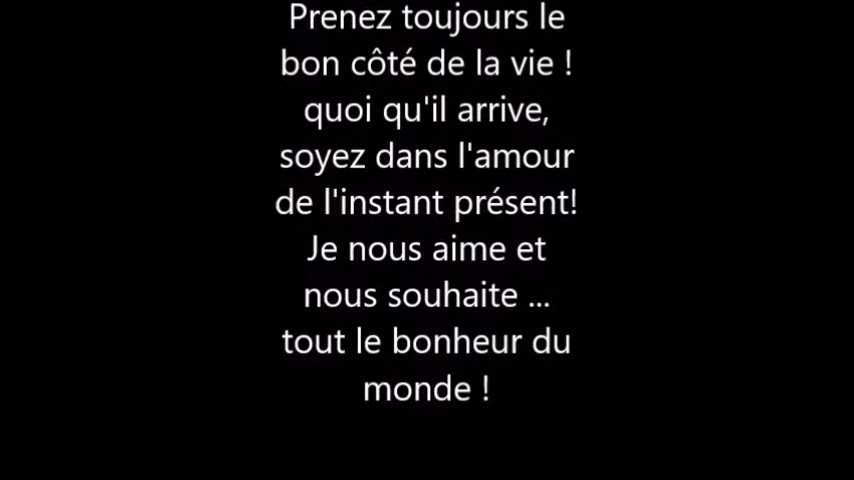 Prenez toujours le
bon côté de la vie !
quoi qu'il arrive,
soyez dans l'amour
de l'instant présent!
Je nous aime et
nous souhaite ...
tout le bonheur du
monde !